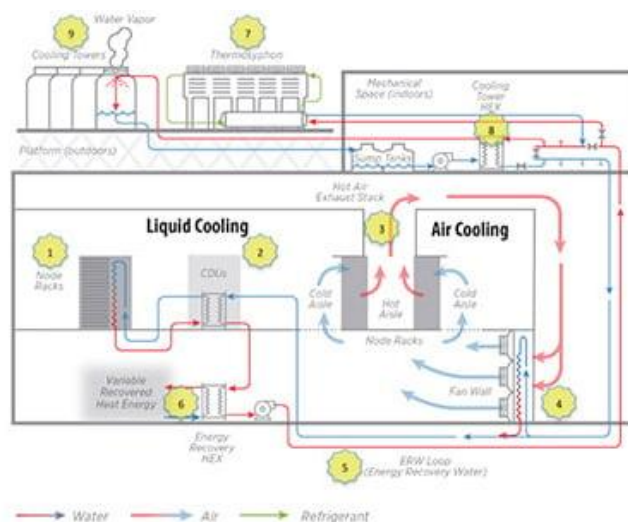 9
Water Vapor
Cooling Towers
7
Thermosyphon
Mechanical
Space (indoors)
Cooling
Tower
HEX
8
Platform (outdoors)
Sump Tanks
Hot Air
Exhaust Stack
Liquid Cooling
3
Air Cooling
1
Node
Racks
2
CDUs
Cold
Aisle
Hot
Aisle
Cold
Aisle
Node Racks
Variable
Recovered
Heat Energy
6
Fan Wall
4
Energy
Recovery
HEX
5
ERW Loop
(Energy Recovery Water)
Water
Air
Refrigerant